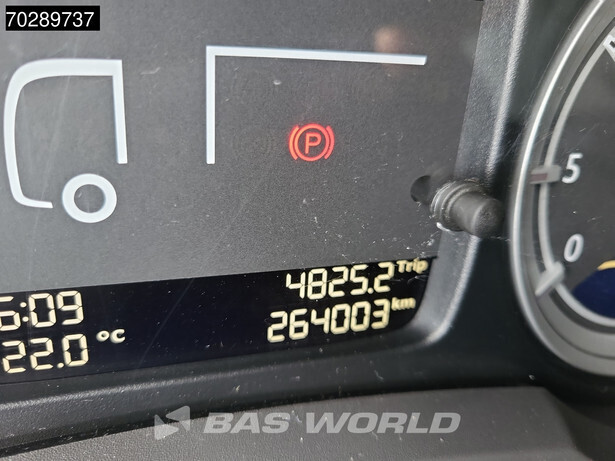 70289737
P
5
0
4825.2 Trip
6:09
264003 km
22.0 °C
BAS WORLD